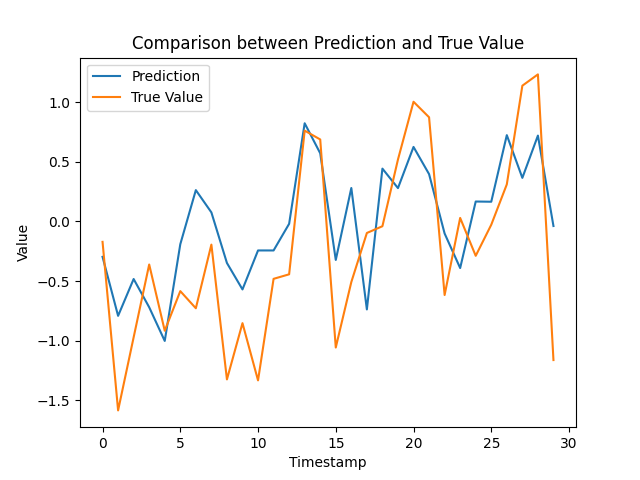 Comparison between Prediction and True Value
Prediction
True Value
1.0
0.5
0.0
−0.5
−1.0
−1.5
Value
0 5 10 15 20 25 30
Timestamp